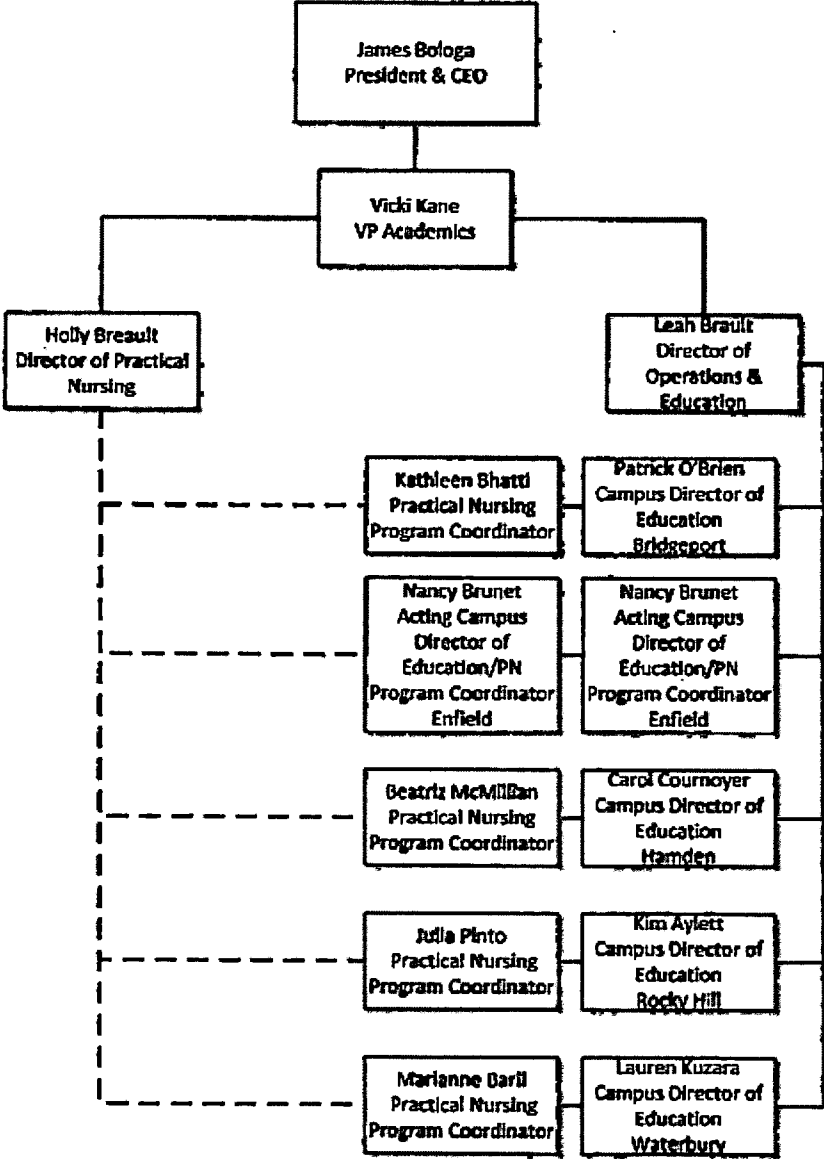 James Bologa
President & CEO
Vicki Kane
VP Academics
Holly Breault
Director of Practical
Nursing
Leah Brault
Director of
Operations &
Education
Kathleen Bhatti
Practical Nursing
Program Coordinator
Patrick O'Brien
Campus Director of
Education
Bridgeport
Nancy Brunet
Acting Campus
Director of
Education/PN
Program Coordinator
Enfield
Nancy Brunet
Acting Campus
Director of
Education/PN
Program Coordinator
Enfield
Beatriz McMillian
Practical Nursing
Program Coordinator
Carol Cournoyer
Campus Director of
Education
Hamden
Julia Pinto
Practical Nursing
Program Coordinator
Kim Aylett
Campus Director of
Education
Rocky Hill
Marianne Baril
Practical Nursing
Program Coordinator
Lauren Kuzara
Campus Director of
Education
Waterbury